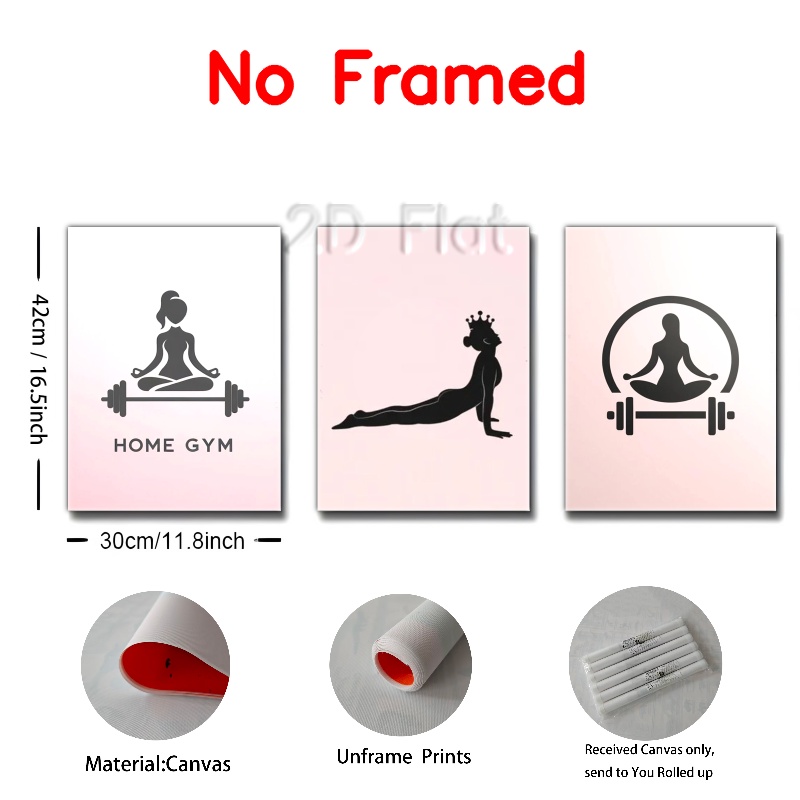 No Framed
2D Flat
42cm / 16.5inch
HOME GYM
30cm/11.8inch
Material:Canvas
Unframe Prints
Received Canvas only,
send to You Rolled up